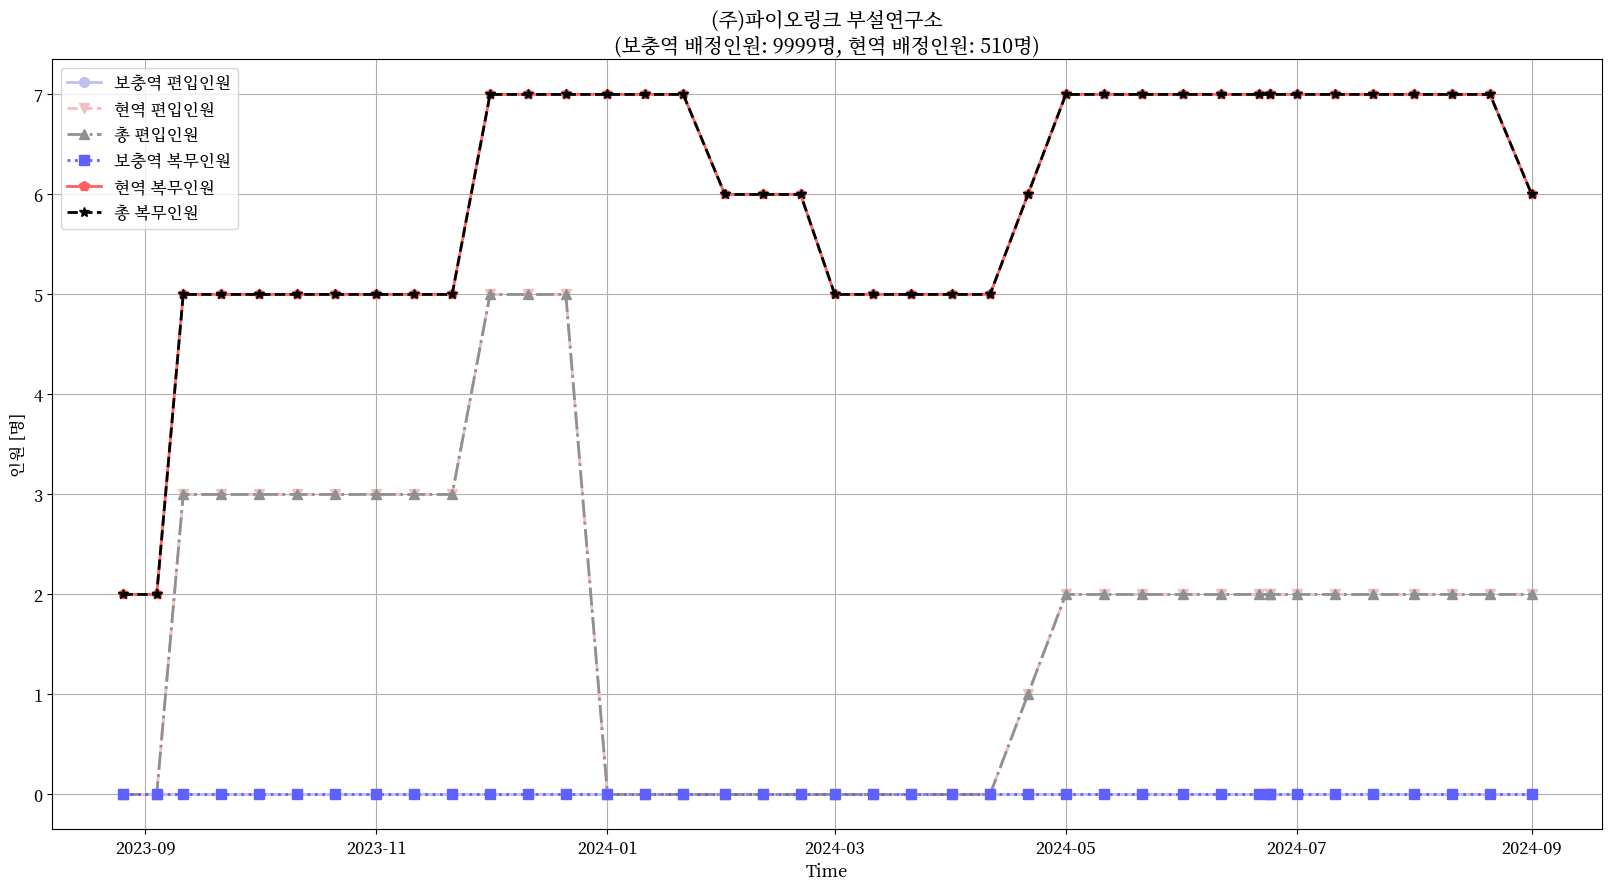 (주)파이오링크 부설연구소
(보충역 배정인원: 9999명, 현역 배정인원: 510명)
보충역 편입인원
현역 편입인원
총 편입인원
보충역 복무인원
현역 복무인원
총 복무인원
인원 [명]
7
6
5
4
3
2
1
0
2023-09
2023-11
2024-01
2024-03
2024-05
2024-07
2024-09
Time